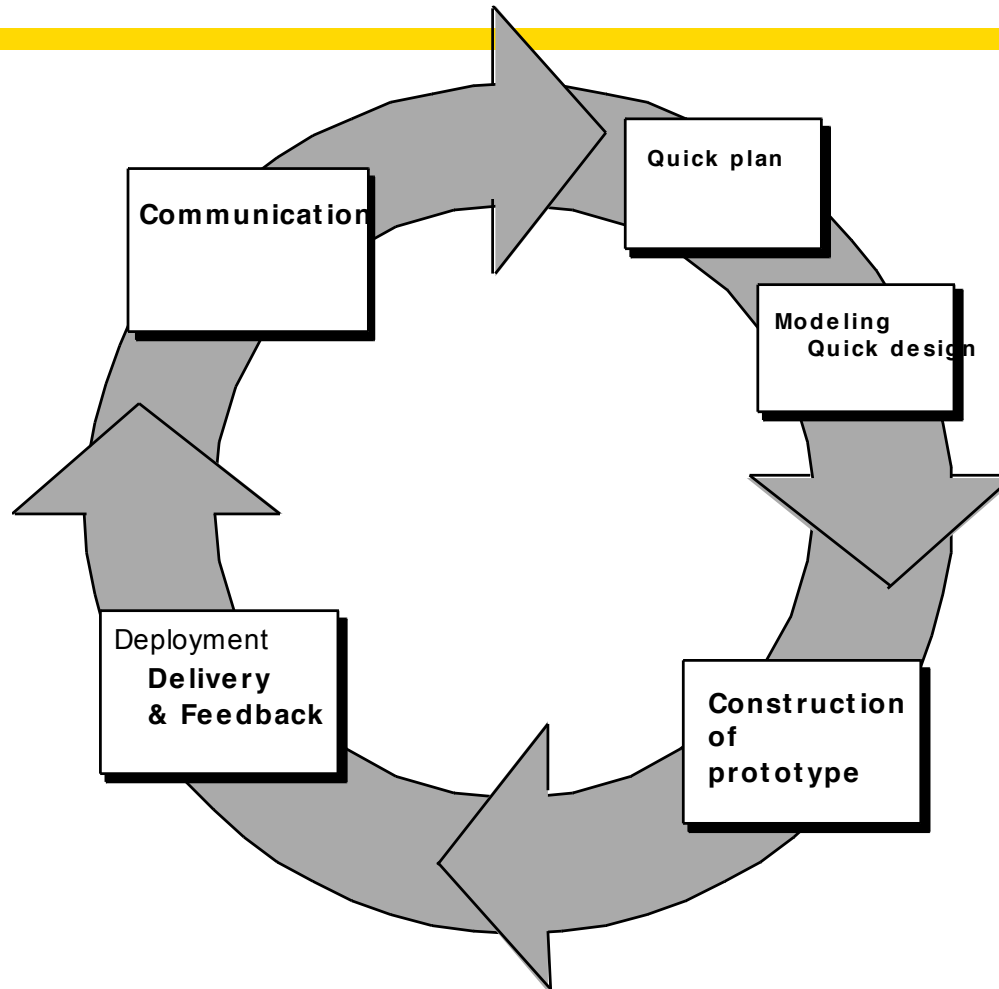 Communication
Quick plan
Modeling
Quick design
Construction
of
prototype
Deployment
Delivery
& Feedback